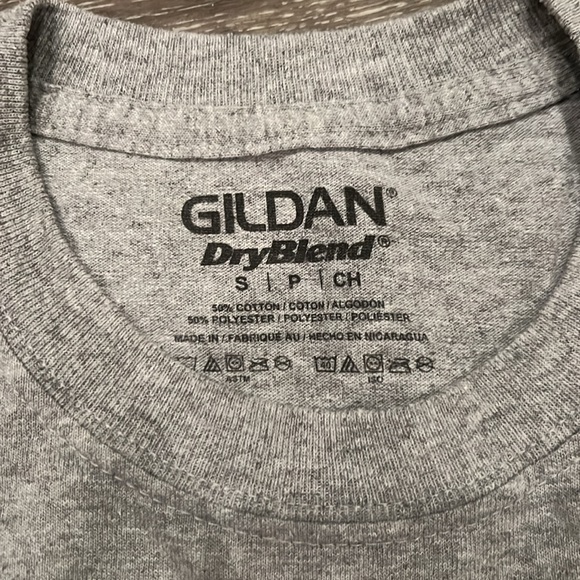 GILDAN®
DryBlend®
S | P | CH
50% COTTON / COTON / ALGODÓN
50% POLYESTER / POLYESTER / POLIÉSTER
MADE IN / FABRIQUÉ AU / HECHO EN NICARAGUA
ASTM ISO